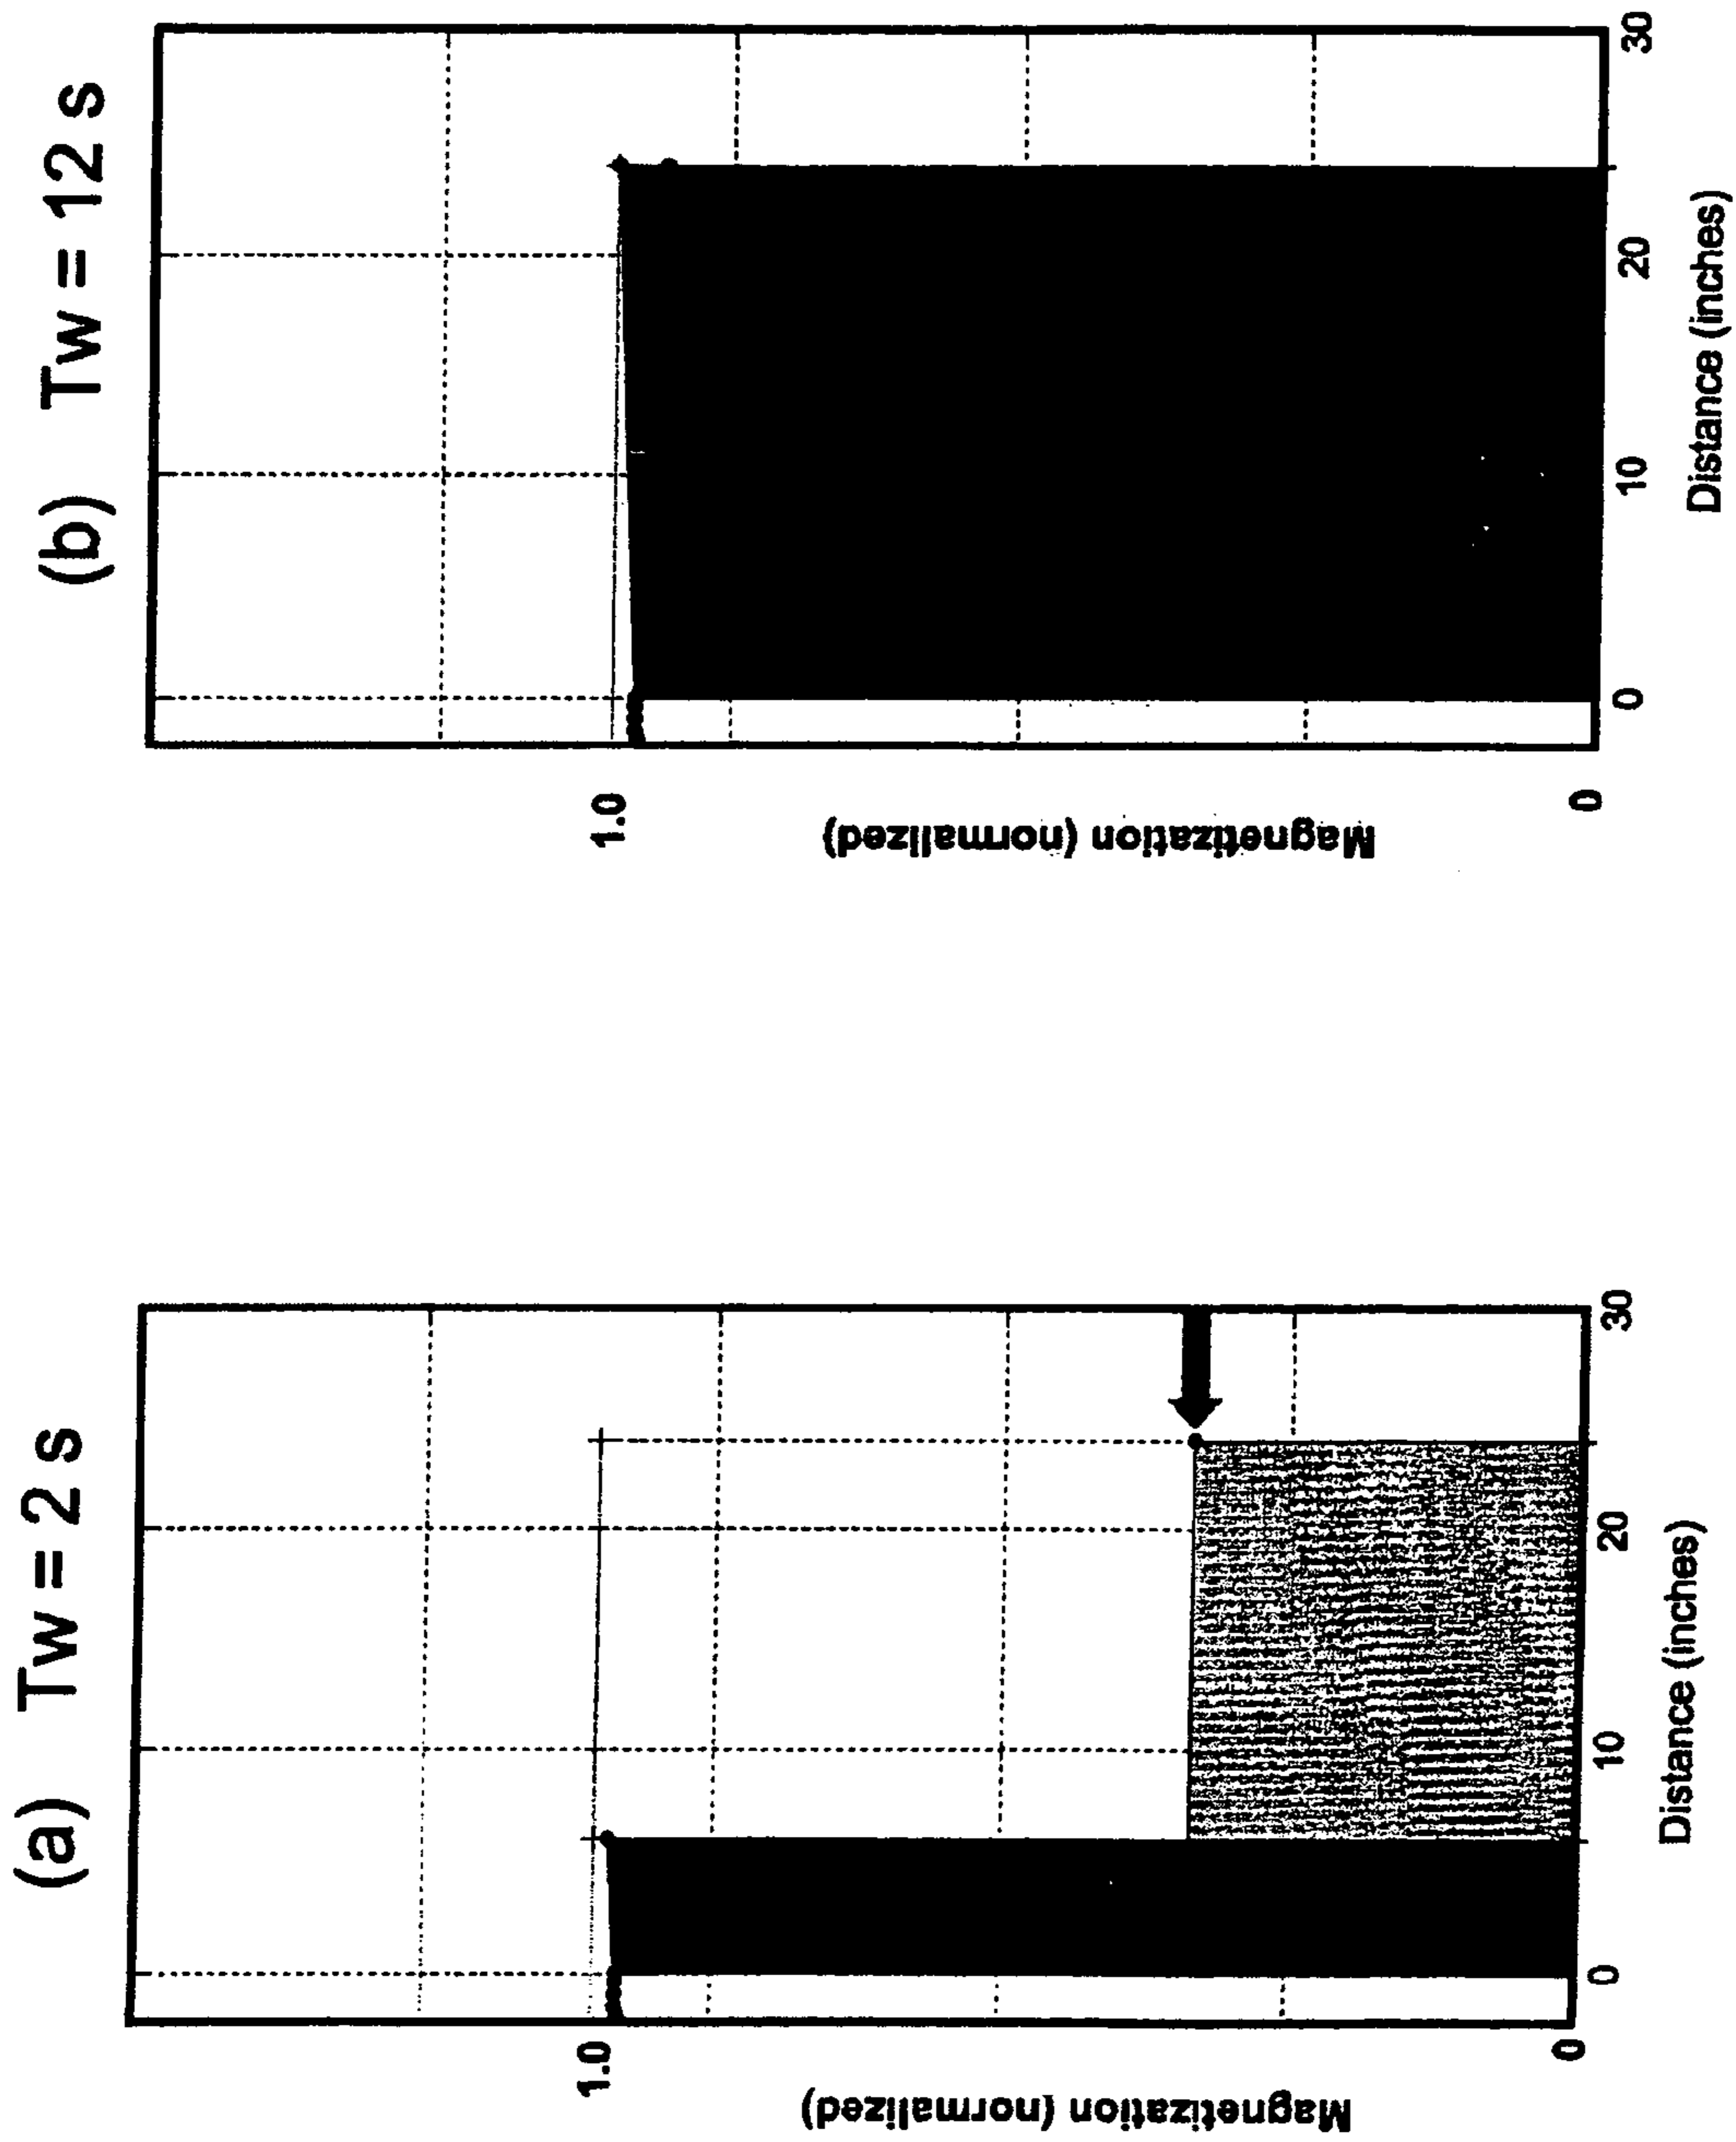 (a) Tw = 2 s
Magnetization (normalized)
1.0
0
0 10 20 30
Distance (inches)
(b) Tw = 12 s
Magnetization (normalized)
1.0
0
0 10 20 30
Distance (inches)